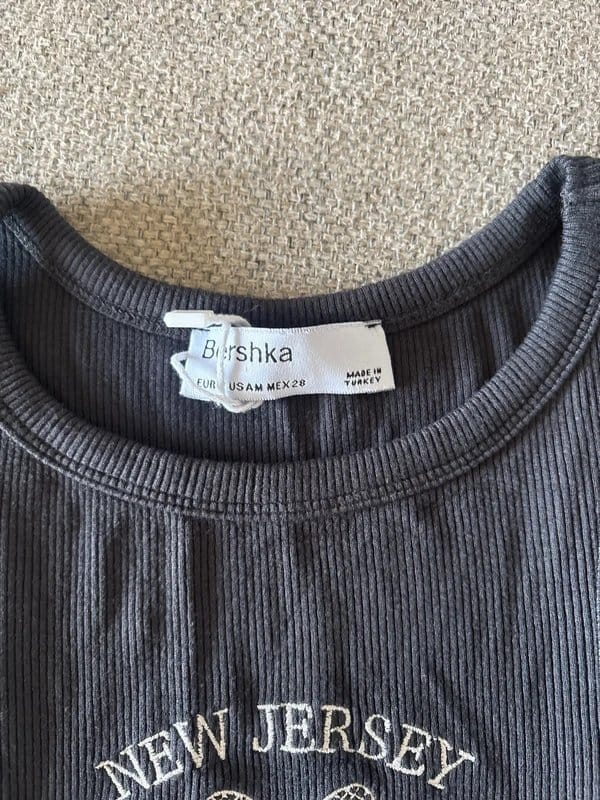 Bershka
EUR USA M MEX 28
MADE IN
TURKEY
NEW JERSEY